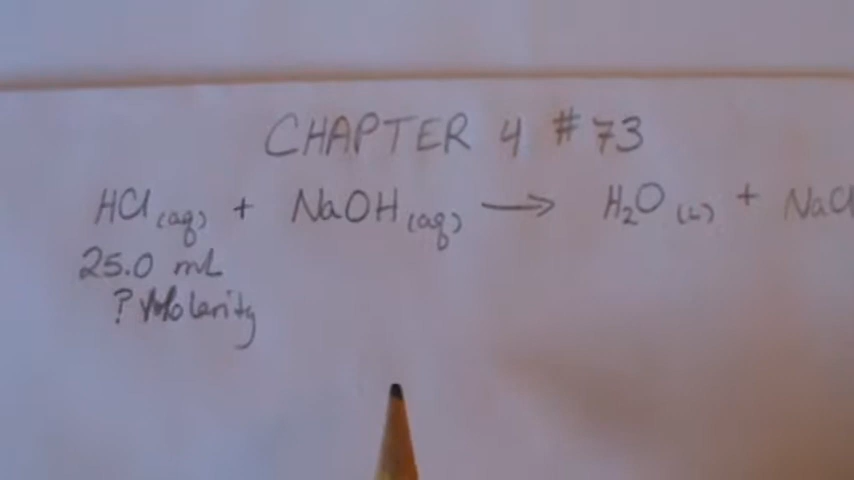 CHAPTER 4 #73
HCl (aq) + NaOH (aq) → H₂O (L) + NaCl
25.0 mL
? Molarity